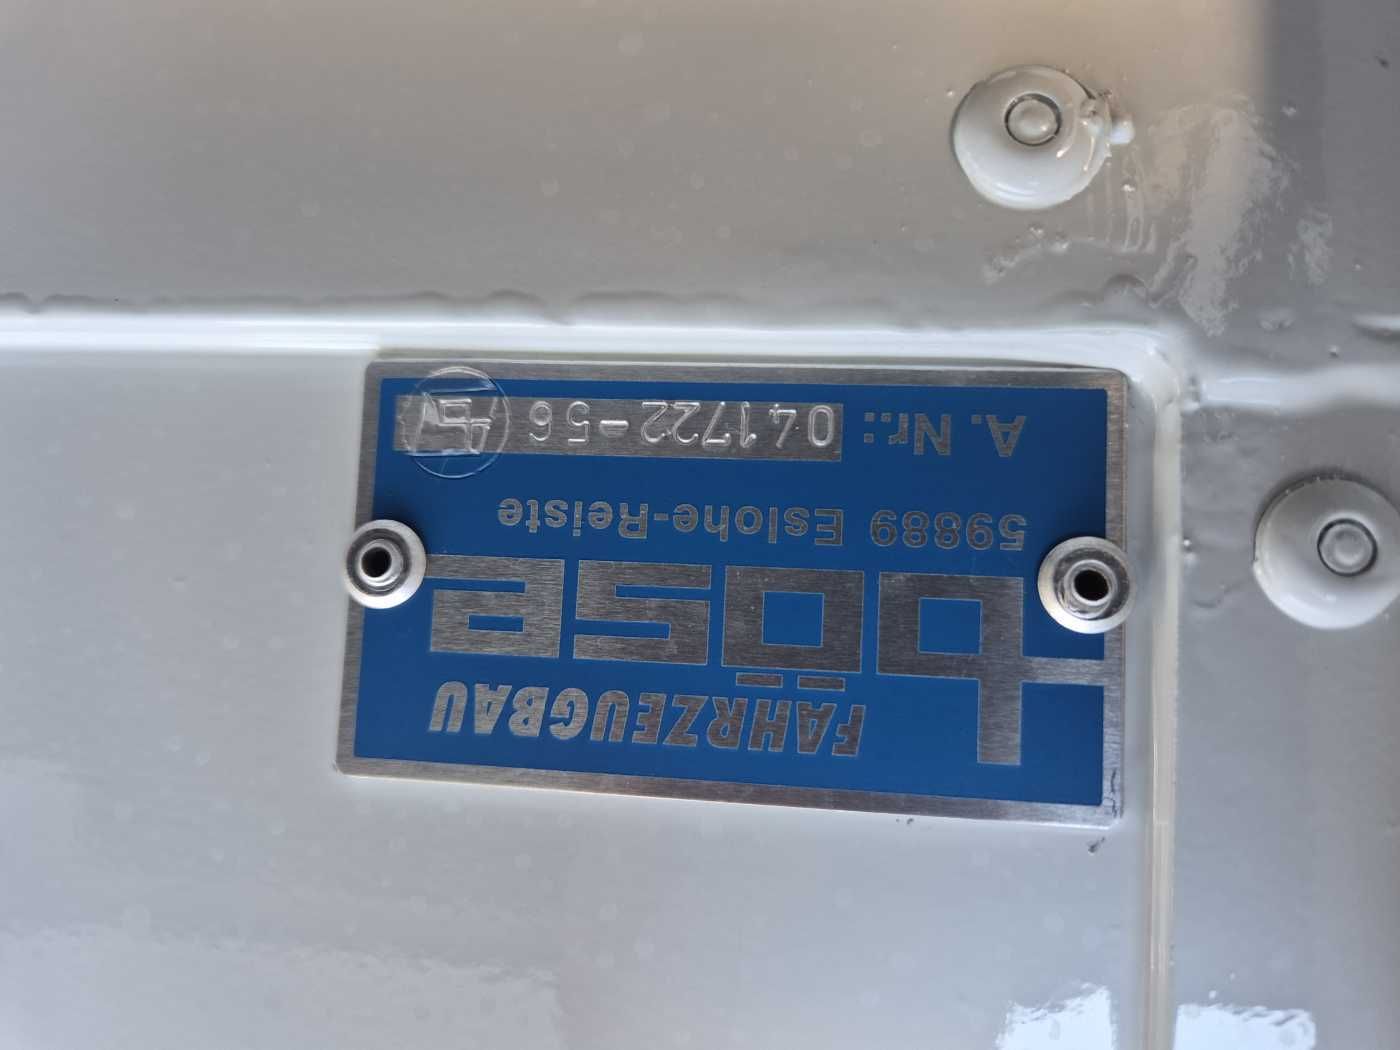 FAHRZEUGBAU
böse
59889 Eslohe-Reiste
A. Nr.: 041722-56